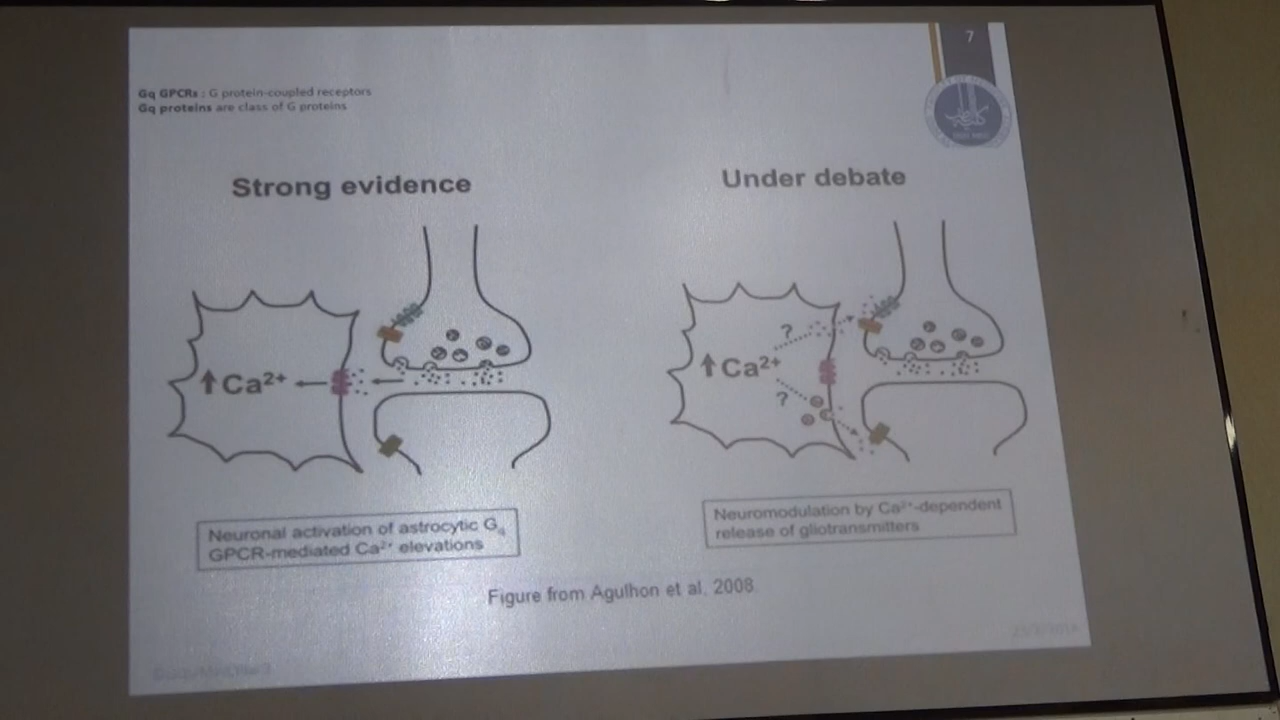 7
Gq GPCRs : G protein-coupled receptors
Gq proteins are class of G proteins
Strong evidence
Under debate
↑Ca²⁺
?
↑Ca²⁺
?
Neuronal activation of astrocytic Gq
GPCR-mediated Ca²⁺ elevations
Neuromodulation by Ca²⁺-dependent
release of gliotransmitters
Figure from Agulhon et al. 2008